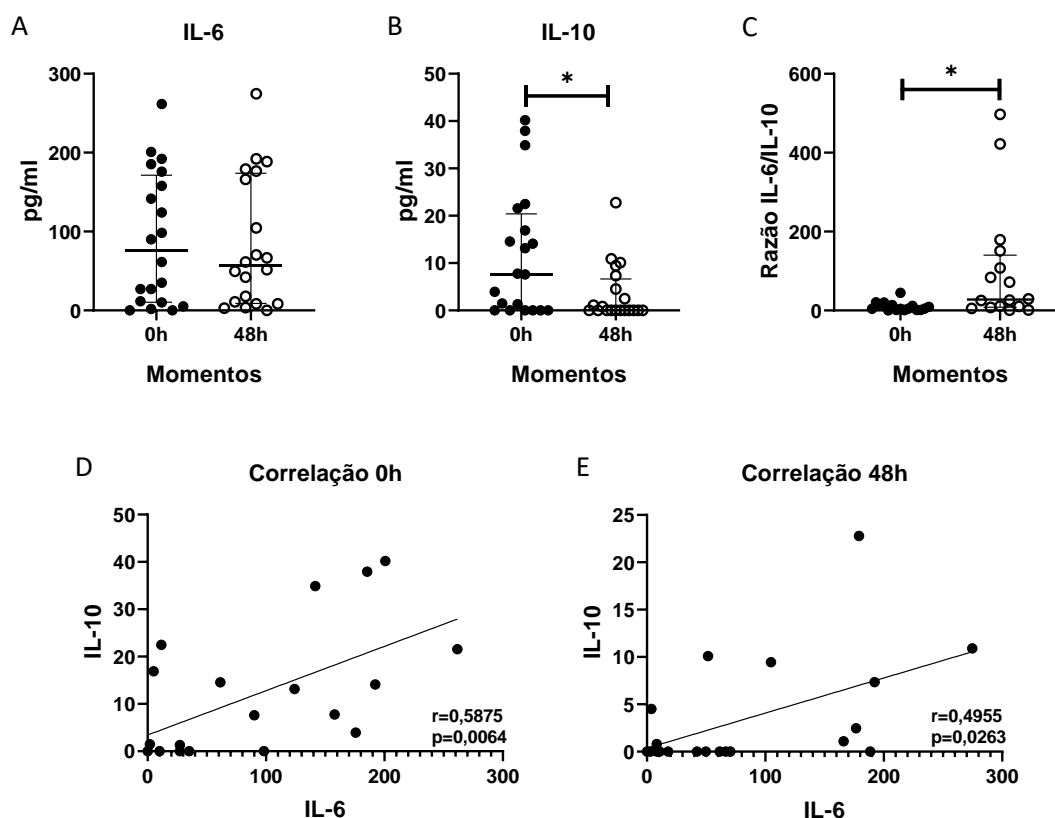 A
IL-6
300
200
100
0
pg/ml
0h
48h
Momentos
B
IL-10
50
40
30
20
10
0
pg/ml
*
0h
48h
Momentos
C
600
400
200
0
Razão IL-6/IL-10
*
0h
48h
Momentos
D
Correlação 0h
50
40
30
20
10
0
IL-10
r=0,5875
p=0,0064
0
100
200
300
IL-6
E
Correlação 48h
25
20
15
10
5
0
IL-10
r=0,4955
p=0,0263
0
100
200
300
IL-6